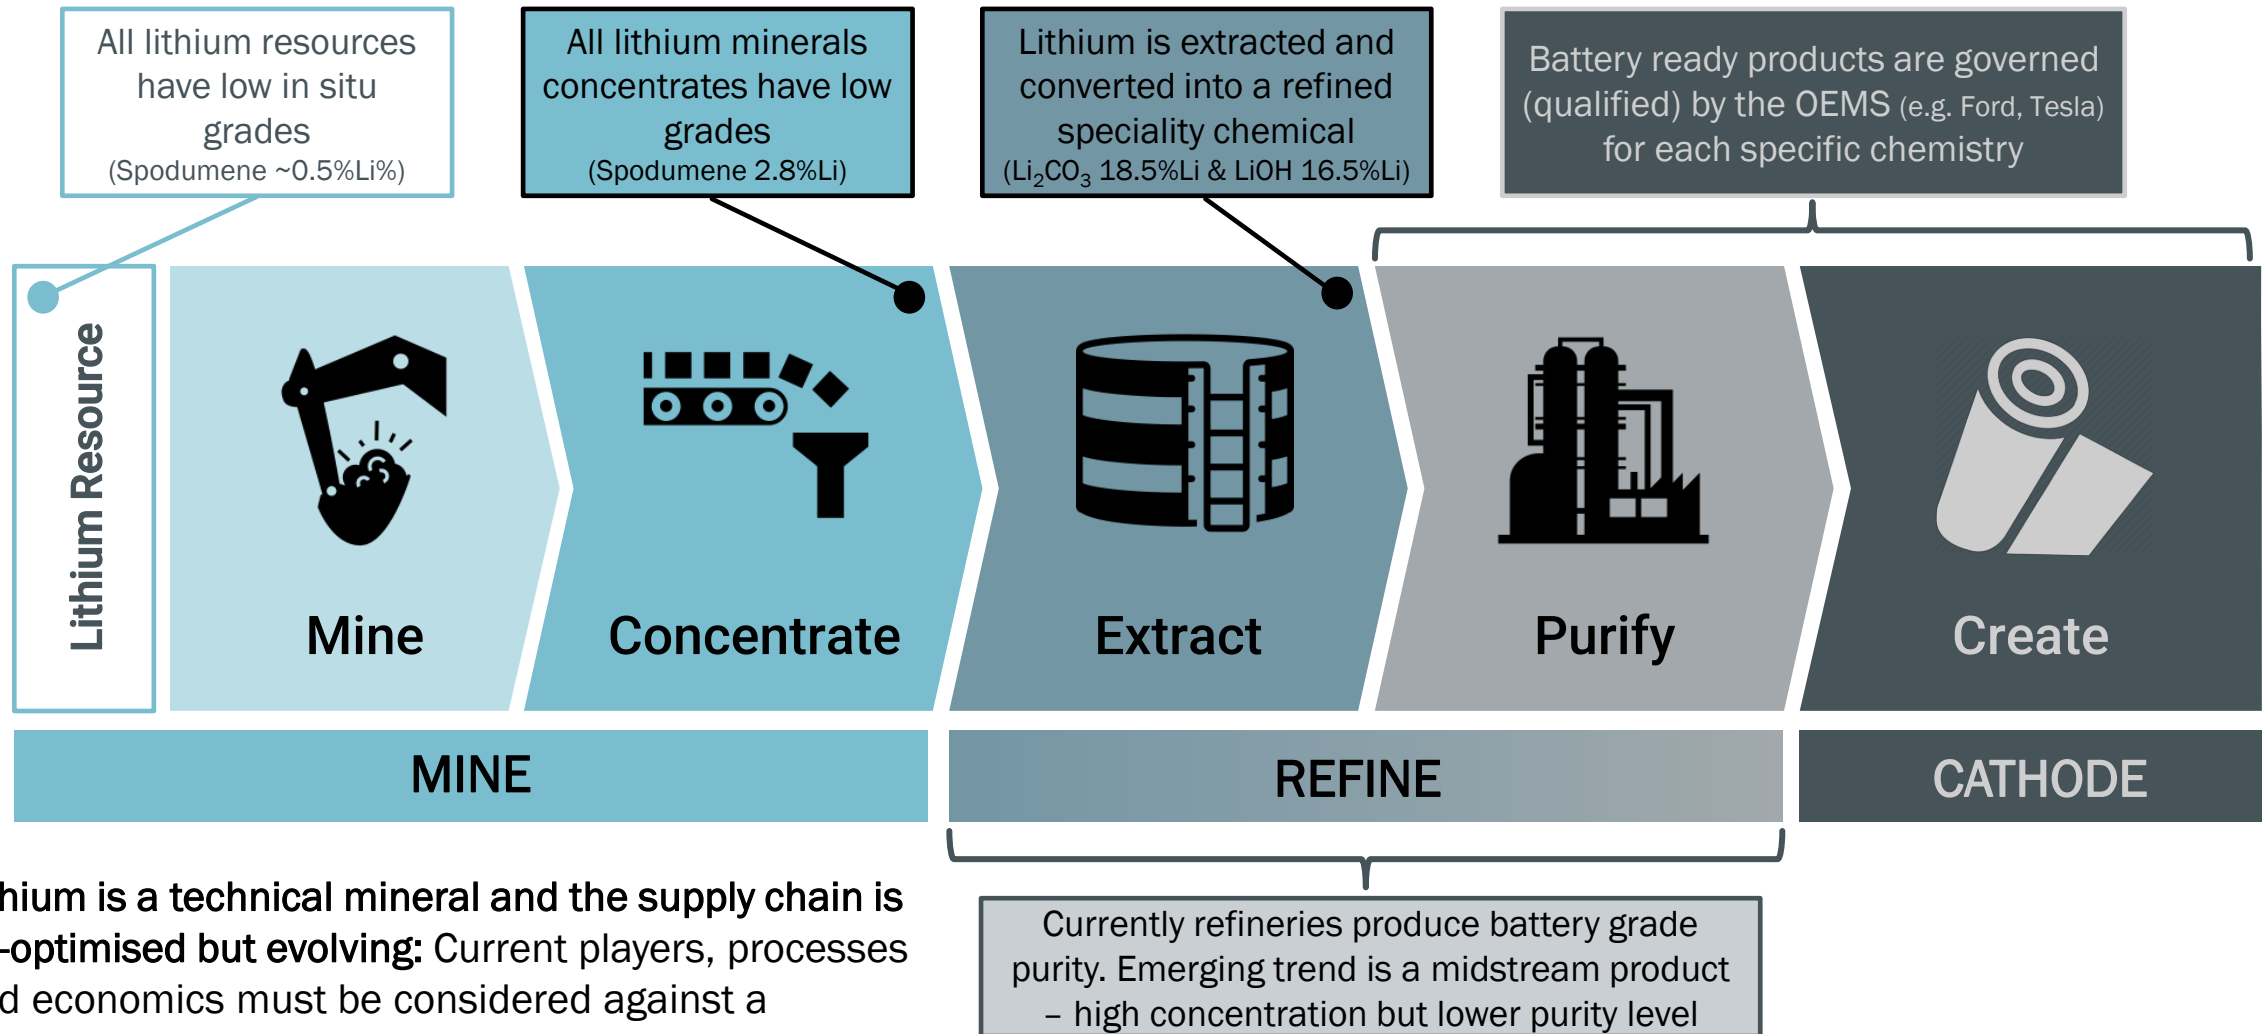 All lithium resources
have low in situ
grades
(Spodumene ~0.5%Li%)
All lithium minerals
concentrates have low
grades
(Spodumene 2.8%Li)
Lithium is extracted and
converted into a refined
speciality chemical
(Li₂CO₃ 18.5%Li & LiOH 16.5%Li)
Battery ready products are governed
(qualified) by the OEMS (e.g. Ford, Tesla)
for each specific chemistry
Lithium Resource
Mine
Concentrate
Extract
Purify
Create
MINE
REFINE
CATHODE
hium is a technical mineral and the supply chain is
-optimised but evolving: Current players, processes
d economics must be considered against a
Currently refineries produce battery grade
purity. Emerging trend is a midstream product
– high concentration but lower purity level